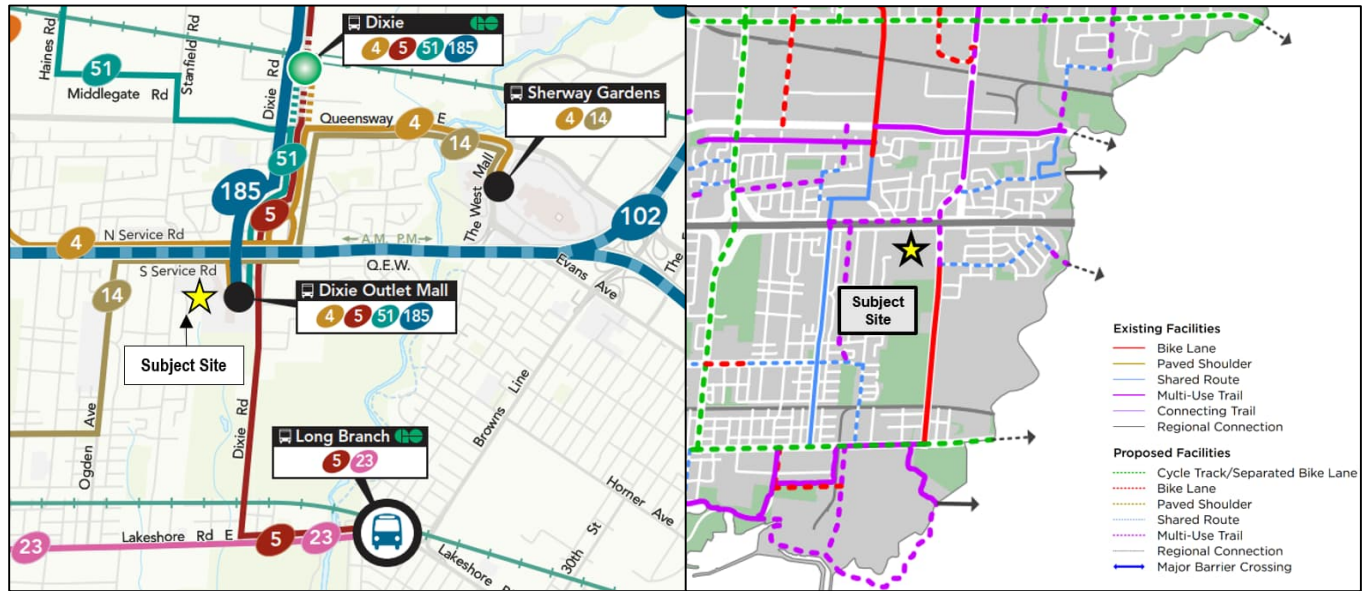 Haines Rd
51
Middlegate Rd
Stanfield Rd
Dixie Rd
Dixie GO
4 5 51 185
Sherway Gardens
4 14
Queensway E
4
14
51
185
5
The West Mall
102
N Service Rd
4
A.M. P.M.
Q.E.W.
S Service Rd
14
Evans Ave
Dixie Outlet Mall
4 5 51 185
Subject Site
Ogden Ave
Dixie Rd
Browns Line
Long Branch GO
5 23
Horner Ave
30th St
23
Lakeshore Rd E
5
23
Lakeshore
Subject
Site
Existing Facilities
Bike Lane
Paved Shoulder
Shared Route
Multi-Use Trail
Connecting Trail
Regional Connection
Proposed Facilities
Cycle Track/Separated Bike Lane
Bike Lane
Paved Shoulder
Shared Route
Multi-Use Trail
Regional Connection
Major Barrier Crossing